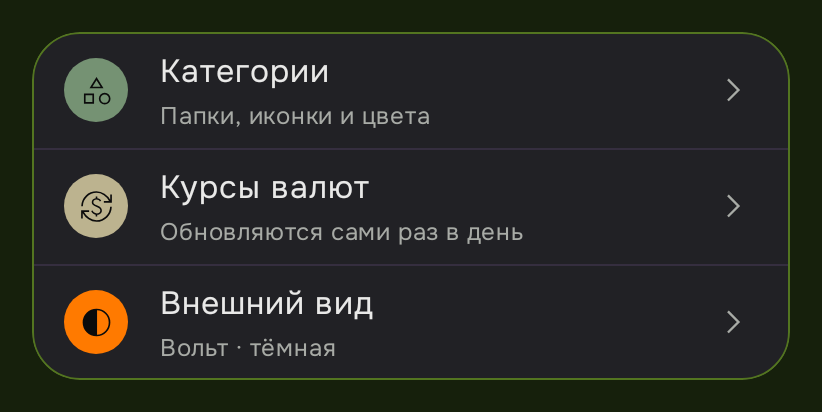 Категории
Папки, иконки и цвета
Курсы валют
Обновляются сами раз в день
Внешний вид
Вольт · тёмная